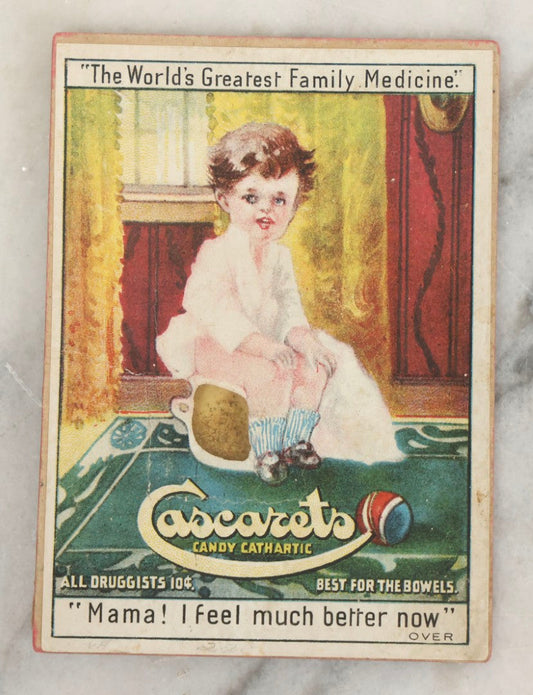 "The World's Greatest Family Medicine."
Cascarets
CANDY CATHARTIC
ALL DRUGGISTS 10¢. BEST FOR THE BOWELS.
"Mama! I feel much better now"
OVER